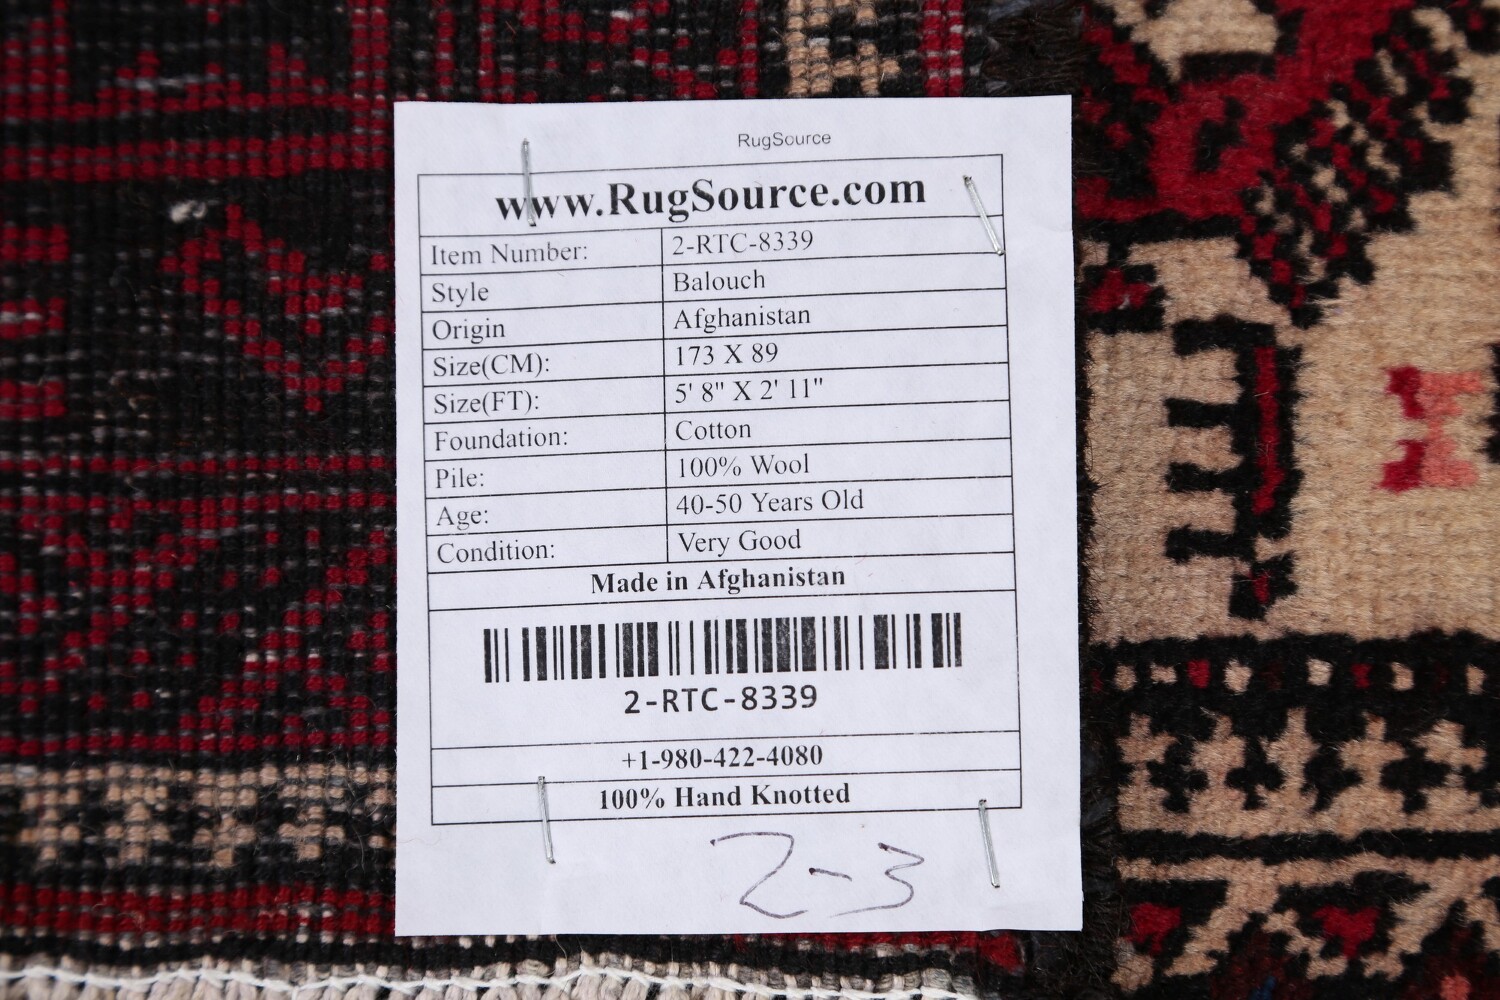 RugSource
www.RugSource.com
Item Number: 2-RTC-8339
Style Balouch
Origin Afghanistan
Size(CM): 173 X 89
Size(FT): 5' 8" X 2' 11"
Foundation: Cotton
Pile: 100% Wool
Age: 40-50 Years Old
Condition: Very Good
Made in Afghanistan
2-RTC-8339
+1-980-422-4080
100% Hand Knotted
2-3